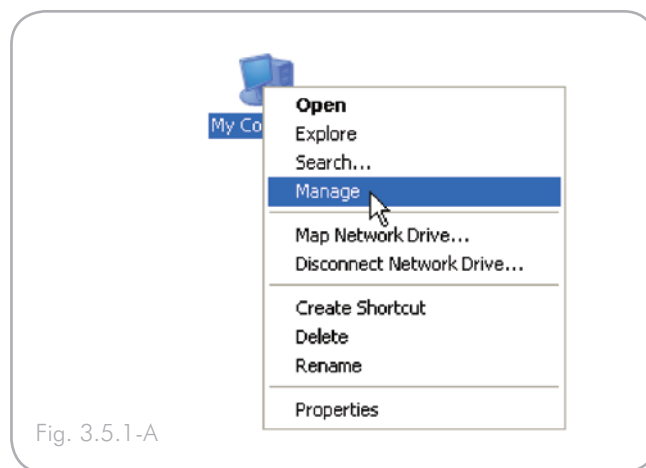 My Co
Open
Explore
Search...
Manage
Map Network Drive...
Disconnect Network Drive...
Create Shortcut
Delete
Rename
Properties
Fig. 3.5.1-A